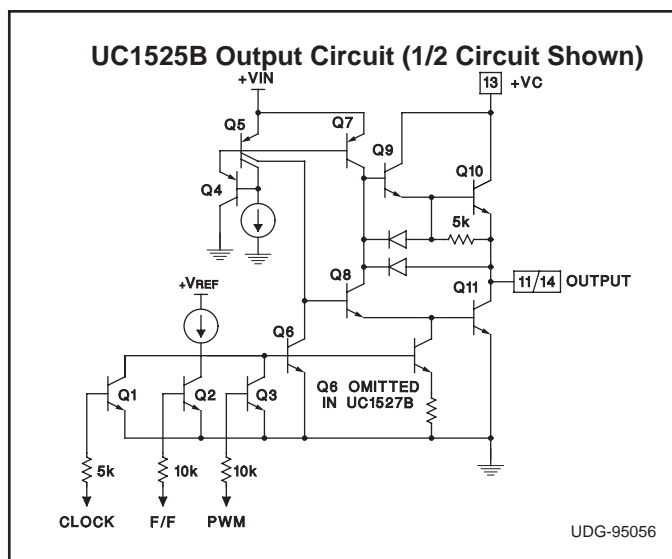 UC1525B Output Circuit (1/2 Circuit Shown)
+VIN
13 +VC
Q5
Q7
Q9
Q10
Q4
5k
Q8
11/14 OUTPUT
Q11
+VREF
Q6
Q1
Q2
Q3
Q6 OMITTED
IN UC1527B
5k
10k
10k
CLOCK
F/F
PWM
UDG-95056